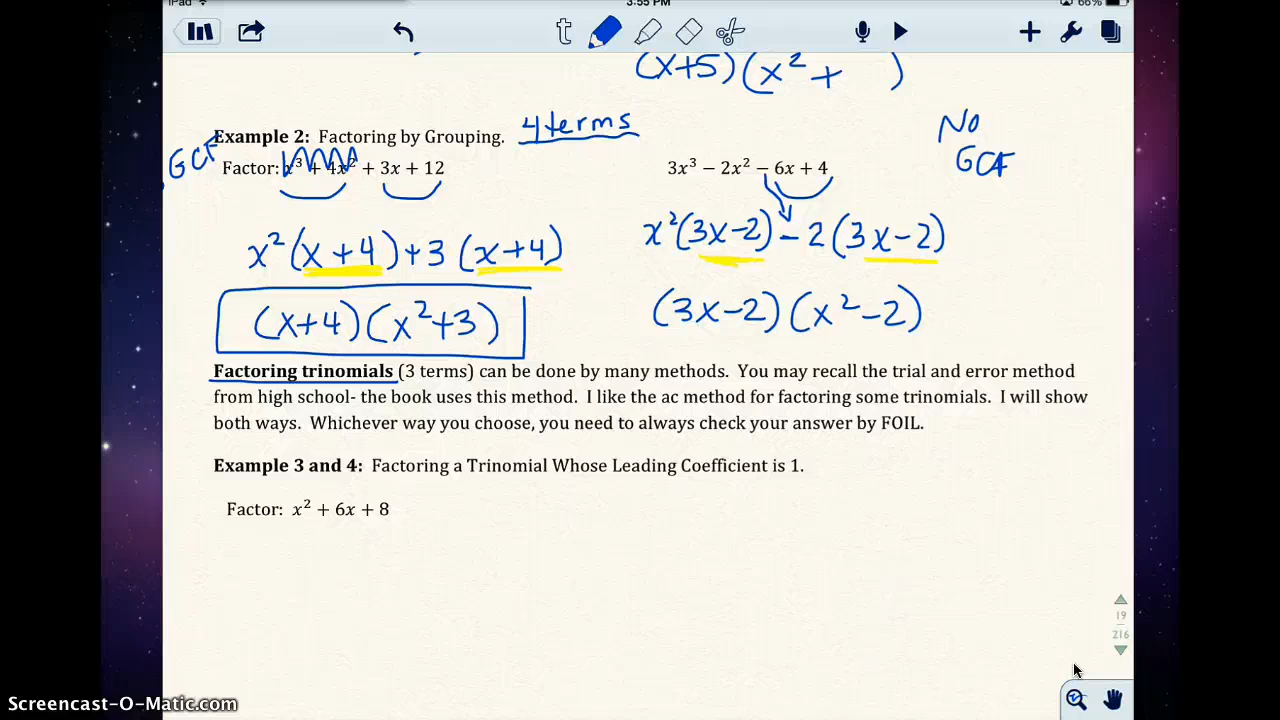 iPad 3:55 PM 66%
t
(x+5)(x² + )
Example 2: Factoring by Grouping. 4 terms
No
GCF
GCF
Factor: x³ + 4x² + 3x + 12
3x³ − 2x² − 6x + 4
x²(x+4)+3(x+4)
x²(3x−2)−2(3x−2)
(x+4)(x²+3)
(3x−2)(x²−2)
Factoring trinomials (3 terms) can be done by many methods. You may recall the trial and error method
from high school- the book uses this method. I like the ac method for factoring some trinomials. I will show
both ways. Whichever way you choose, you need to always check your answer by FOIL.
Example 3 and 4: Factoring a Trinomial Whose Leading Coefficient is 1.
Factor: x² + 6x + 8
19
216
Screencast-O-Matic.com